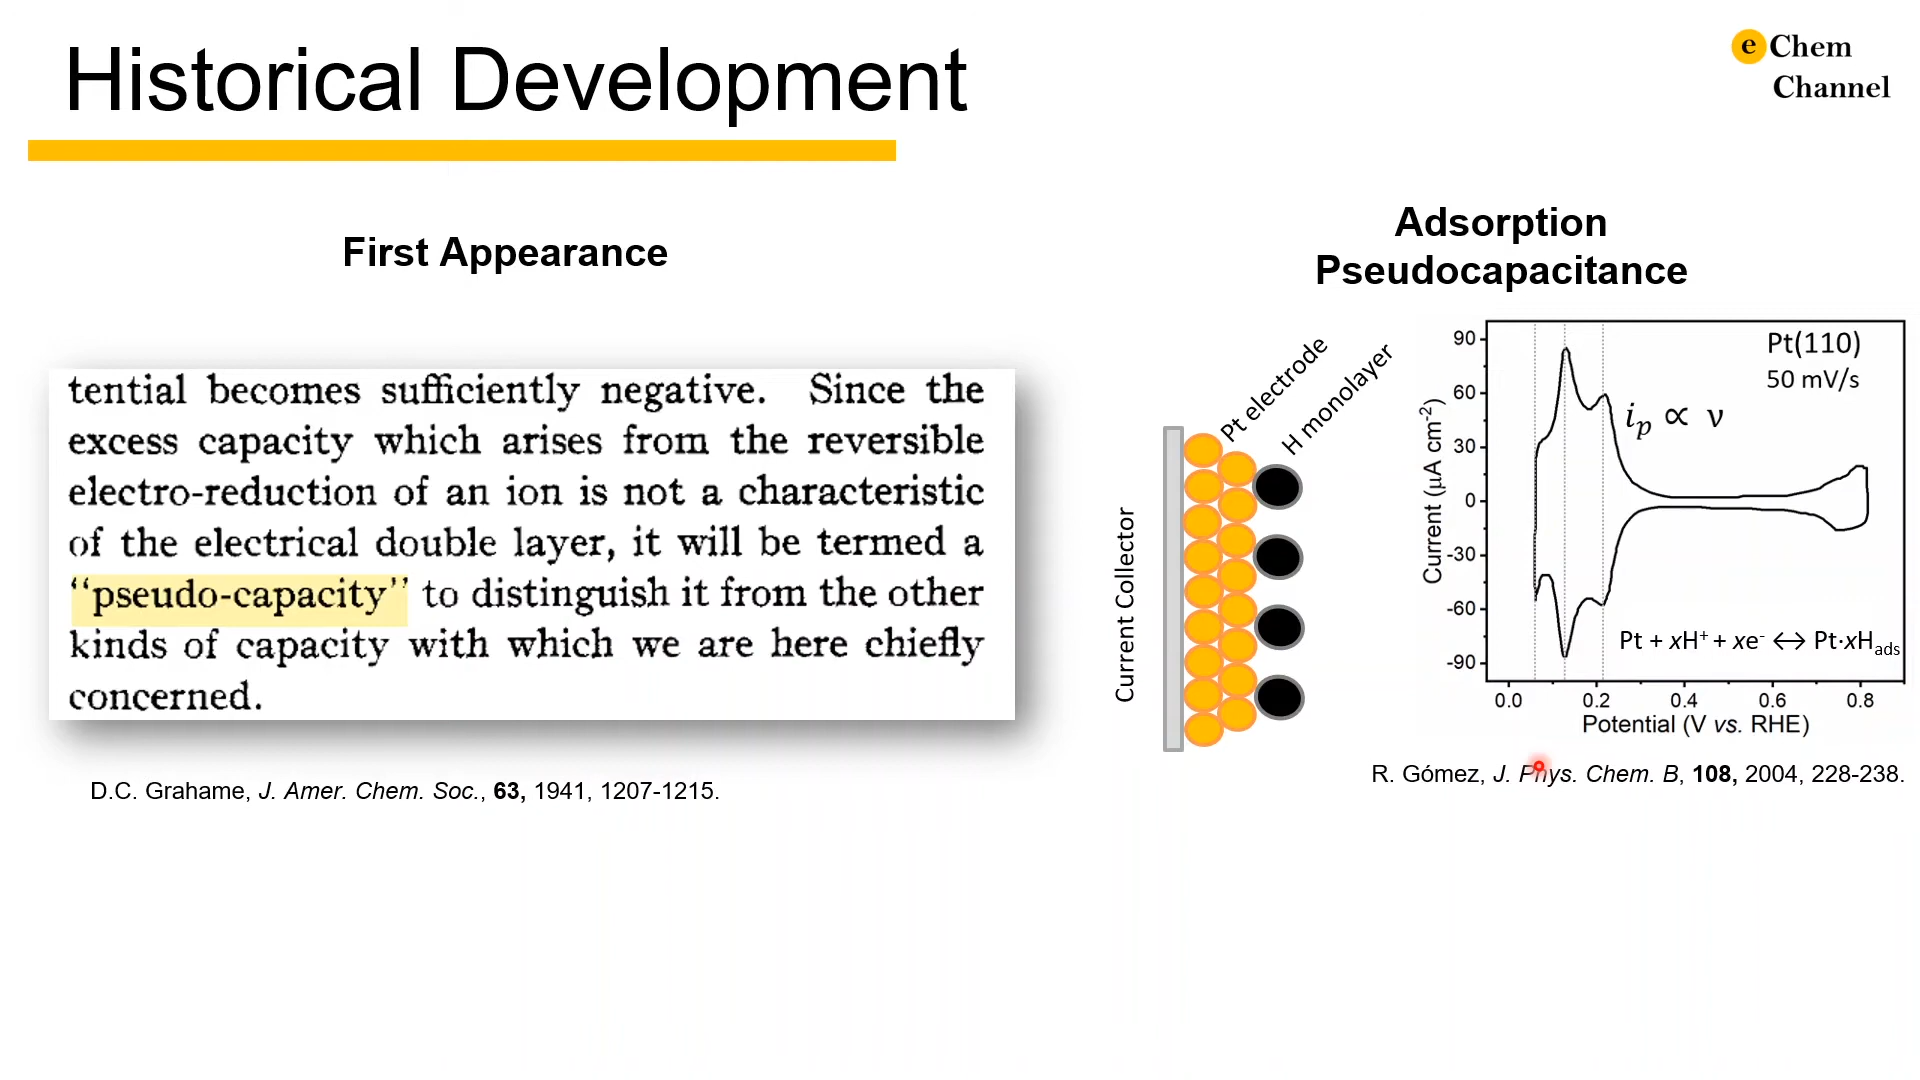 Historical Development
e Chem
Channel
First Appearance
tential becomes sufficiently negative. Since the
excess capacity which arises from the reversible
electro-reduction of an ion is not a characteristic
of the electrical double layer, it will be termed a
“pseudo-capacity” to distinguish it from the other
kinds of capacity with which we are here chiefly
concerned.
D.C. Grahame, J. Amer. Chem. Soc., 63, 1941, 1207-1215.
Adsorption
Pseudocapacitance
Current Collector
Pt electrode
H monolayer
Current (μA cm⁻²)
90
60
30
0
-30
-60
-90
Pt(110)
50 mV/s
iₚ ∝ ν
Pt + xH⁺ + xe⁻ ↔ Pt·xHads
0.0 0.2 0.4 0.6 0.8
Potential (V vs. RHE)
R. Gómez, J. Phys. Chem. B, 108, 2004, 228-238.